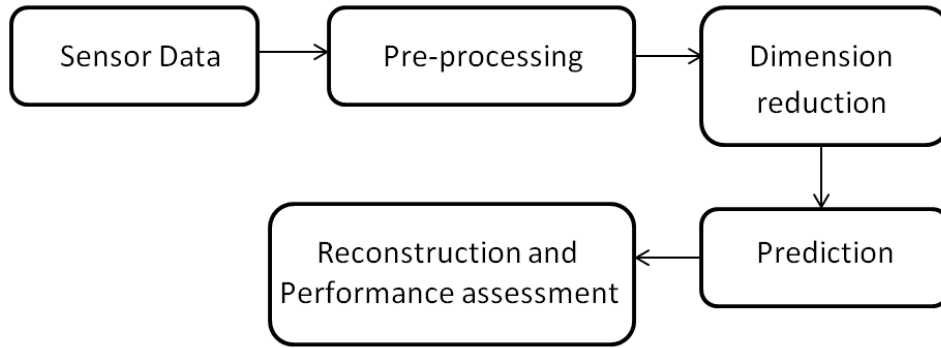 Sensor Data
Pre-processing
Dimension
reduction
Prediction
Reconstruction and
Performance assessment